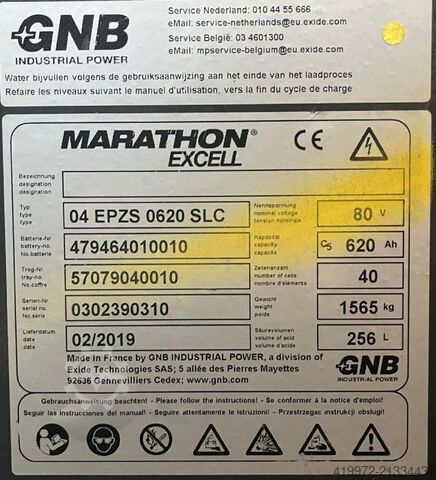 GNB
INDUSTRIAL POWER
Service Nederland: 010 44 55 666
eMail: service-netherlands@eu.exide.com
Service België: 03 4601300
eMail: mpservice-belgium@eu.exide.com
Water bijvullen volgens de gebruiksaanwijzing aan het einde van het laadproces
Refaire les niveaux suivant le manuel d'utilisation, vers la fin du cycle de charge
MARATHON®
EXCELL
CE
Bezeichnung
designation
désignation
Typ
type
type
04 EPZS 0620 SLC
Nennspannung
nominal voltage
tension nominale
80 V
Batterie-Nr.
battery-no.
No.batterie
479464010010
Kapazität
capacity
capacité
C5 620 Ah
Trog-Nr.
tray-no.
No.coffre
57079040010
Zellenanzahl
number of cells
nombre d'éléments
40
Serien-Nr.
serial no.
No.série
0302390310
Gewicht
weight
poids
1565 kg
Lieferdatum
date
date
02/2019
Säurevolumen
volume of acid
volume d'acide
256 L
Made in France by GNB INDUSTRIAL POWER, a division of
Exide Technologies SAS; 5 allée des Pierres Mayettes
92636 Gennevilliers Cedex; www.gnb.com
GNB
INDUSTRIAL POWER
Gebrauchsanweisung beachten! - Please follow the instructions! - Se conformer à la notice d'emploi!
Seguir las instrucciones del manual! - Seguire attentamente le istruzioni! - Przestrzegac instrukcji obslugi!
419972-21334437